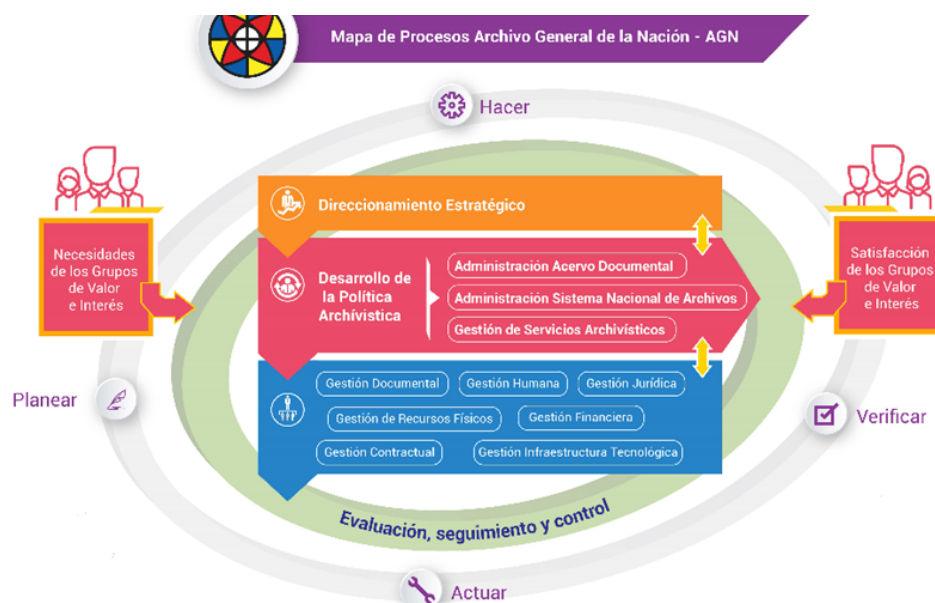 Mapa de Procesos Archivo General de la Nación - AGN
Hacer
Necesidades
de los Grupos
de Valor
e Interés
Direccionamiento Estratégico
Desarrollo de
la Política
Archívistica
Administración Acervo Documental
Administración Sistema Nacional de Archivos
Gestión de Servicios Archivísticos
Satisfacción
de los Grupos
de Valor
e Interés
Gestión Documental
Gestión Humana
Gestión Jurídica
Gestión de Recursos Físicos
Gestión Financiera
Gestión Contractual
Gestión Infraestructura Tecnológica
Planear
Verificar
Evaluación, seguimiento y control
Actuar